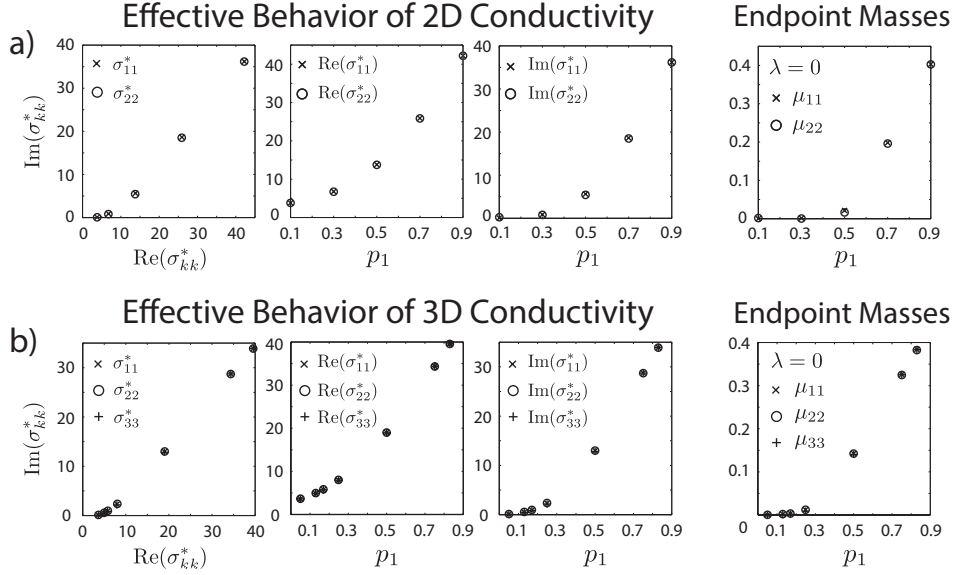 Effective Behavior of 2D Conductivity
Endpoint Masses
a)
40
30
20
10
0
Im(σ*kk)
× σ*11
○ σ*22
0 10 20 30 40
Re(σ*kk)
40
30
20
10
0
× Re(σ*11)
○ Re(σ*22)
0.1 0.3 0.5 0.7 0.9
p1
40
30
20
10
0
× Im(σ*11)
○ Im(σ*22)
0.1 0.3 0.5 0.7 0.9
p1
0.4
0.3
0.2
0.1
0
λ = 0
× μ11
○ μ22
0.1 0.3 0.5 0.7 0.9
p1
Effective Behavior of 3D Conductivity
Endpoint Masses
b)
30
20
10
0
Im(σ*kk)
× σ*11
○ σ*22
+ σ*33
0 10 20 30 40
Re(σ*kk)
40
30
20
10
0
× Re(σ*11)
○ Re(σ*22)
+ Re(σ*33)
0.1 0.3 0.5 0.7 0.9
p1
30
20
10
0
× Im(σ*11)
○ Im(σ*22)
+ Im(σ*33)
0.1 0.3 0.5 0.7 0.9
p1
0.4
0.3
0.2
0.1
0
λ = 0
× μ11
○ μ22
+ μ33
0.1 0.3 0.5 0.7 0.9
p1